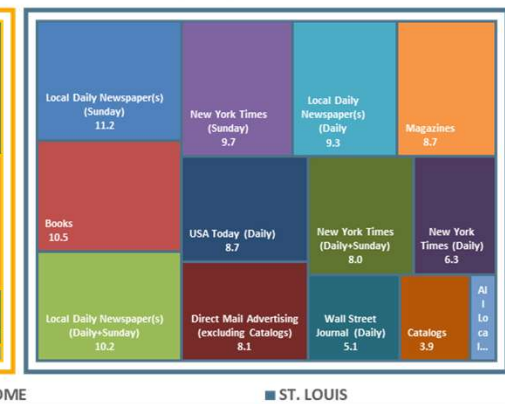 Local Daily Newspaper(s)
(Sunday)
11.2
New York Times
(Sunday)
9.7
Local Daily
Newspaper(s)
(Daily
9.3
Magazines
8.7
Books
10.5
USA Today (Daily)
8.7
New York Times
(Daily+Sunday)
8.0
New York
Times (Daily)
6.3
Local Daily Newspaper(s)
(Daily+Sunday)
10.2
Direct Mail Advertising
(excluding Catalogs)
8.1
Wall Street
Journal (Daily)
5.1
Catalogs
3.9
Al
l
Lo
ca
l...
OME
ST. LOUIS